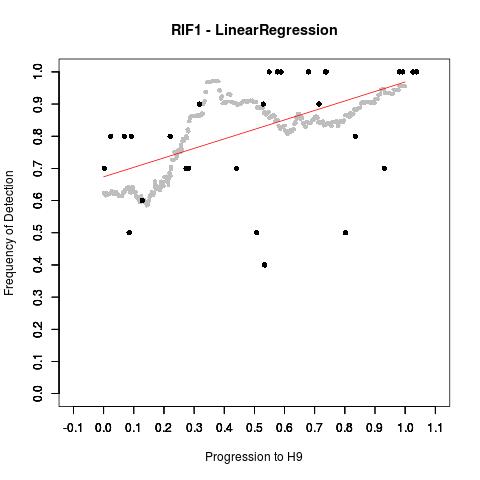 RIF1 - LinearRegression
Frequency of Detection
1.0
0.9
0.8
0.7
0.6
0.5
0.4
0.3
0.2
0.1
0.0
-0.1 0.0 0.1 0.2 0.3 0.4 0.5 0.6 0.7 0.8 0.9 1.0 1.1
Progression to H9